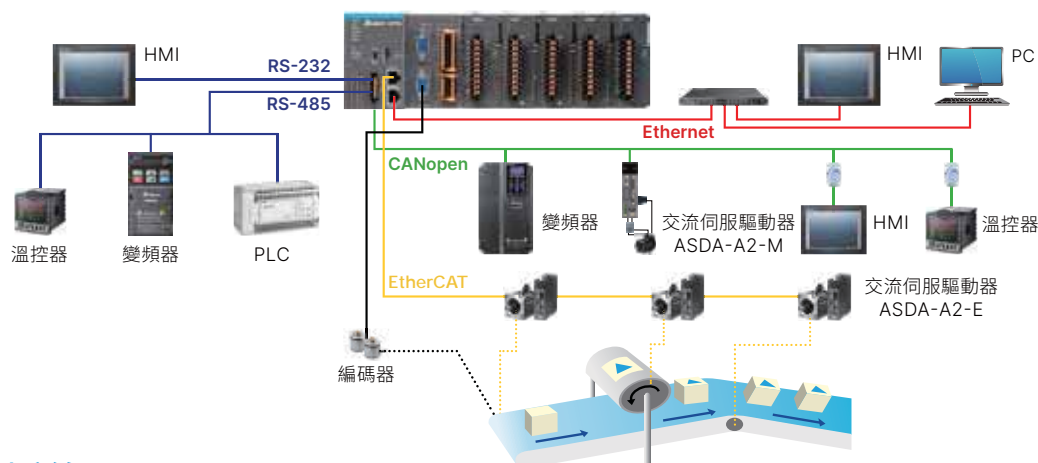 HMI
RS-232
RS-485
HMI
PC
Ethernet
CANopen
溫控器
變頻器
PLC
變頻器
交流伺服驅動器
ASDA-A2-M
HMI
溫控器
EtherCAT
交流伺服驅動器
ASDA-A2-E
編碼器